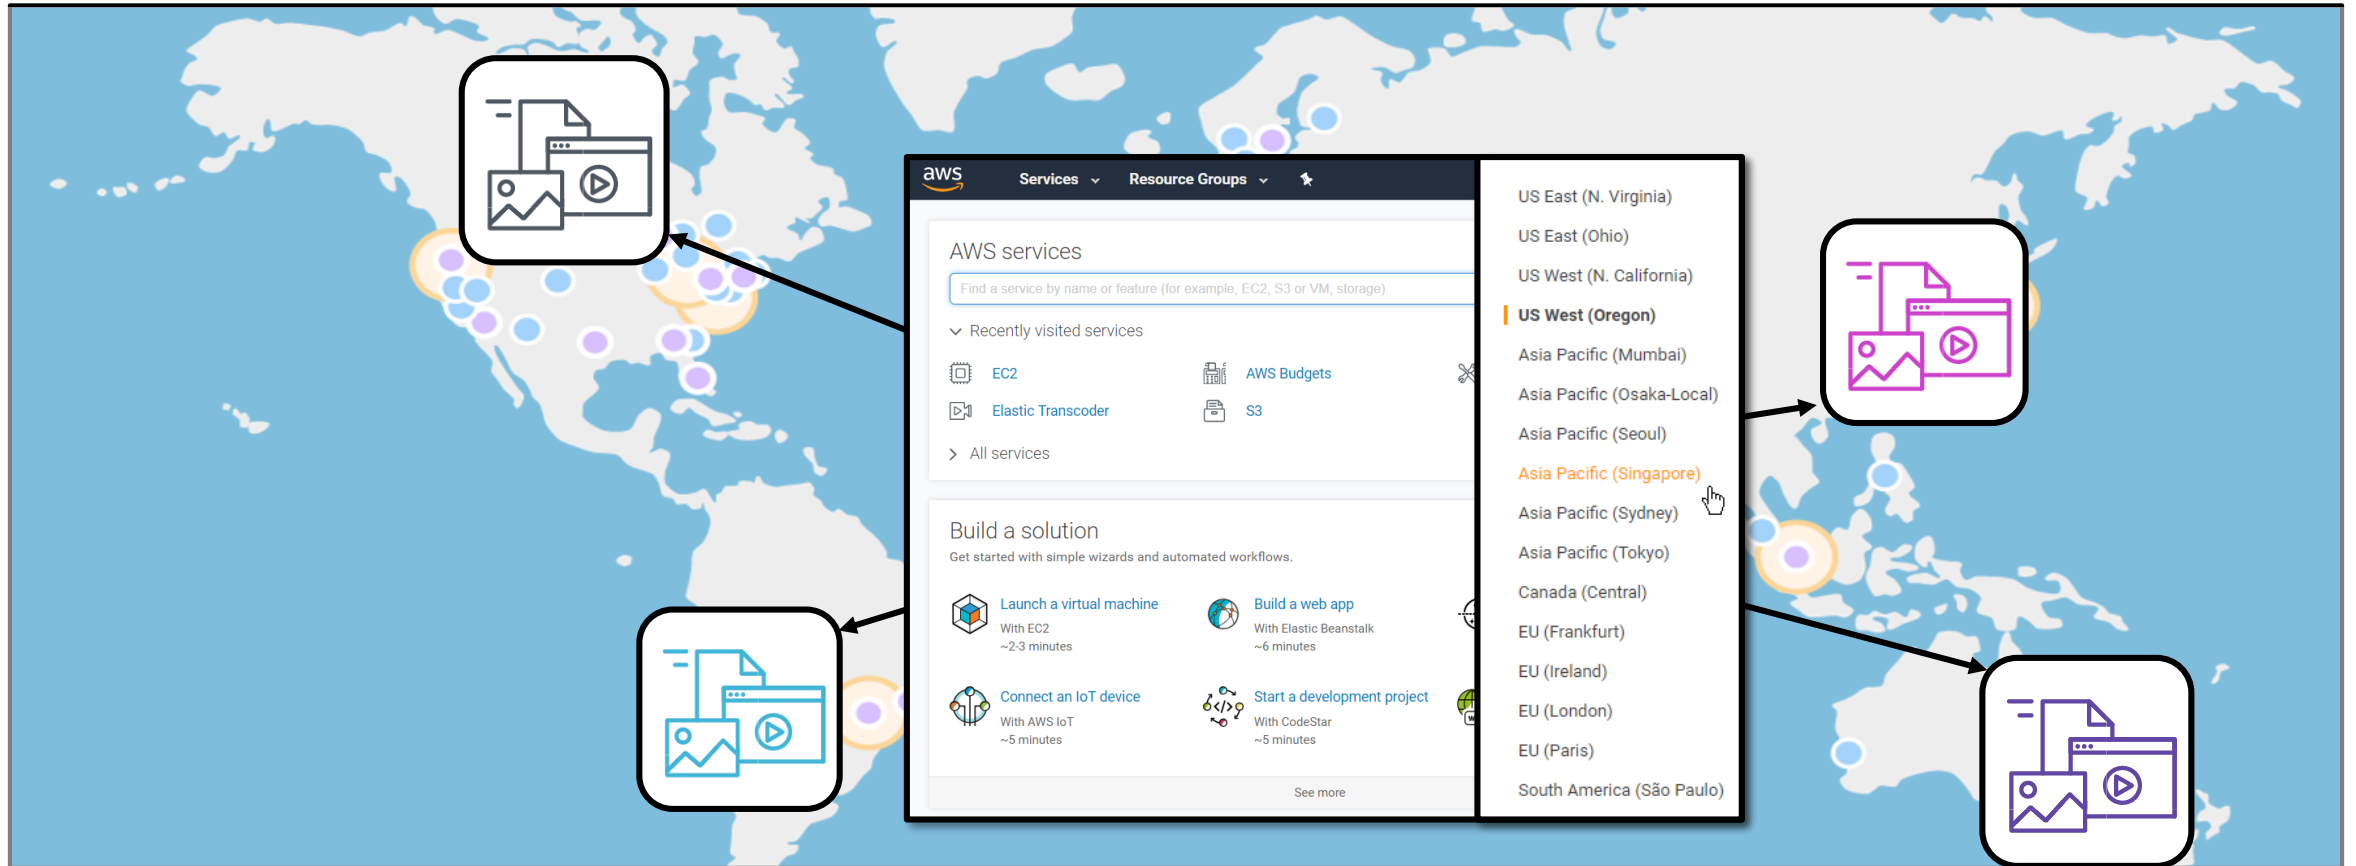 aws
Services
Resource Groups
AWS services
Find a service by name or feature (for example, EC2, S3 or VM, storage).
Recently visited services
EC2
AWS Budgets
Elastic Transcoder
S3
All services
Build a solution
Get started with simple wizards and automated workflows.
Launch a virtual machine
With EC2
~2-3 minutes
Build a web app
With Elastic Beanstalk
~6 minutes
Connect an IoT device
With AWS IoT
~5 minutes
Start a development project
With CodeStar
~5 minutes
See more
US East (N. Virginia)
US East (Ohio)
US West (N. California)
US West (Oregon)
Asia Pacific (Mumbai)
Asia Pacific (Osaka-Local)
Asia Pacific (Seoul)
Asia Pacific (Singapore)
Asia Pacific (Sydney)
Asia Pacific (Tokyo)
Canada (Central)
EU (Frankfurt)
EU (Ireland)
EU (London)
EU (Paris)
South America (São Paulo)